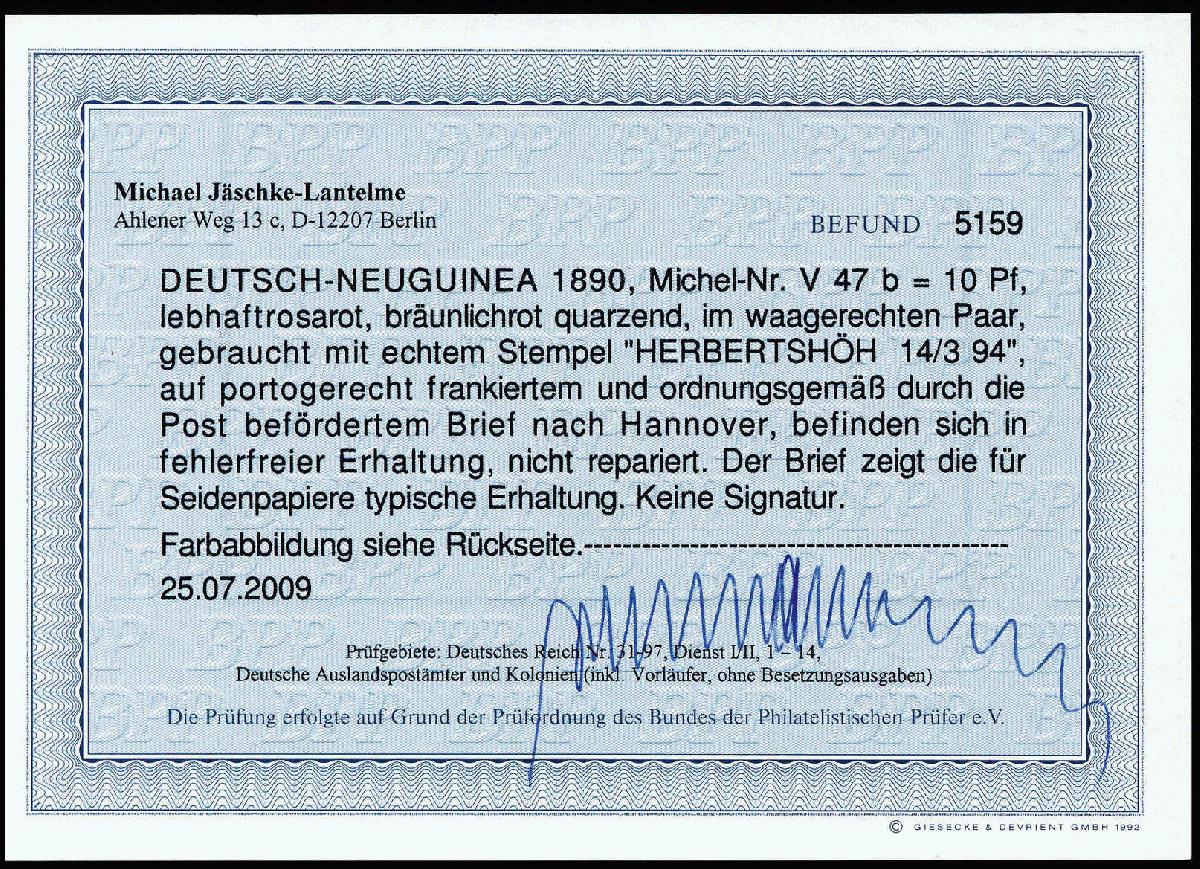 Michael Jäschke-Lantelme
Ahlener Weg 13 c, D-12207 Berlin
BEFUND 5159
DEUTSCH-NEUGUINEA 1890, Michel-Nr. V 47 b = 10 Pf,
lebhaftrosarot, bräunlichrot quarzend, im waagerechten Paar,
gebraucht mit echtem Stempel "HERBERTSHÖH 14/3 94",
auf portogerecht frankiertem und ordnungsgemäß durch die
Post befördertem Brief nach Hannover, befinden sich in
fehlerfreier Erhaltung, nicht repariert. Der Brief zeigt die für
Seidenpapiere typische Erhaltung. Keine Signatur.
Farbabbildung siehe Rückseite.----------------------------------------
25.07.2009
Prüfgebiete: Deutsches Reich Nr. 31-97, Dienst I/II, 1 – 14,
Deutsche Auslandspostämter und Kolonien (inkl. Vorläufer, ohne Besetzungsausgaben)
Die Prüfung erfolgte auf Grund der Prüfordnung des Bundes der Philatelistischen Prüfer e.V.
© GIESECKE & DEVRIENT GMBH 1992